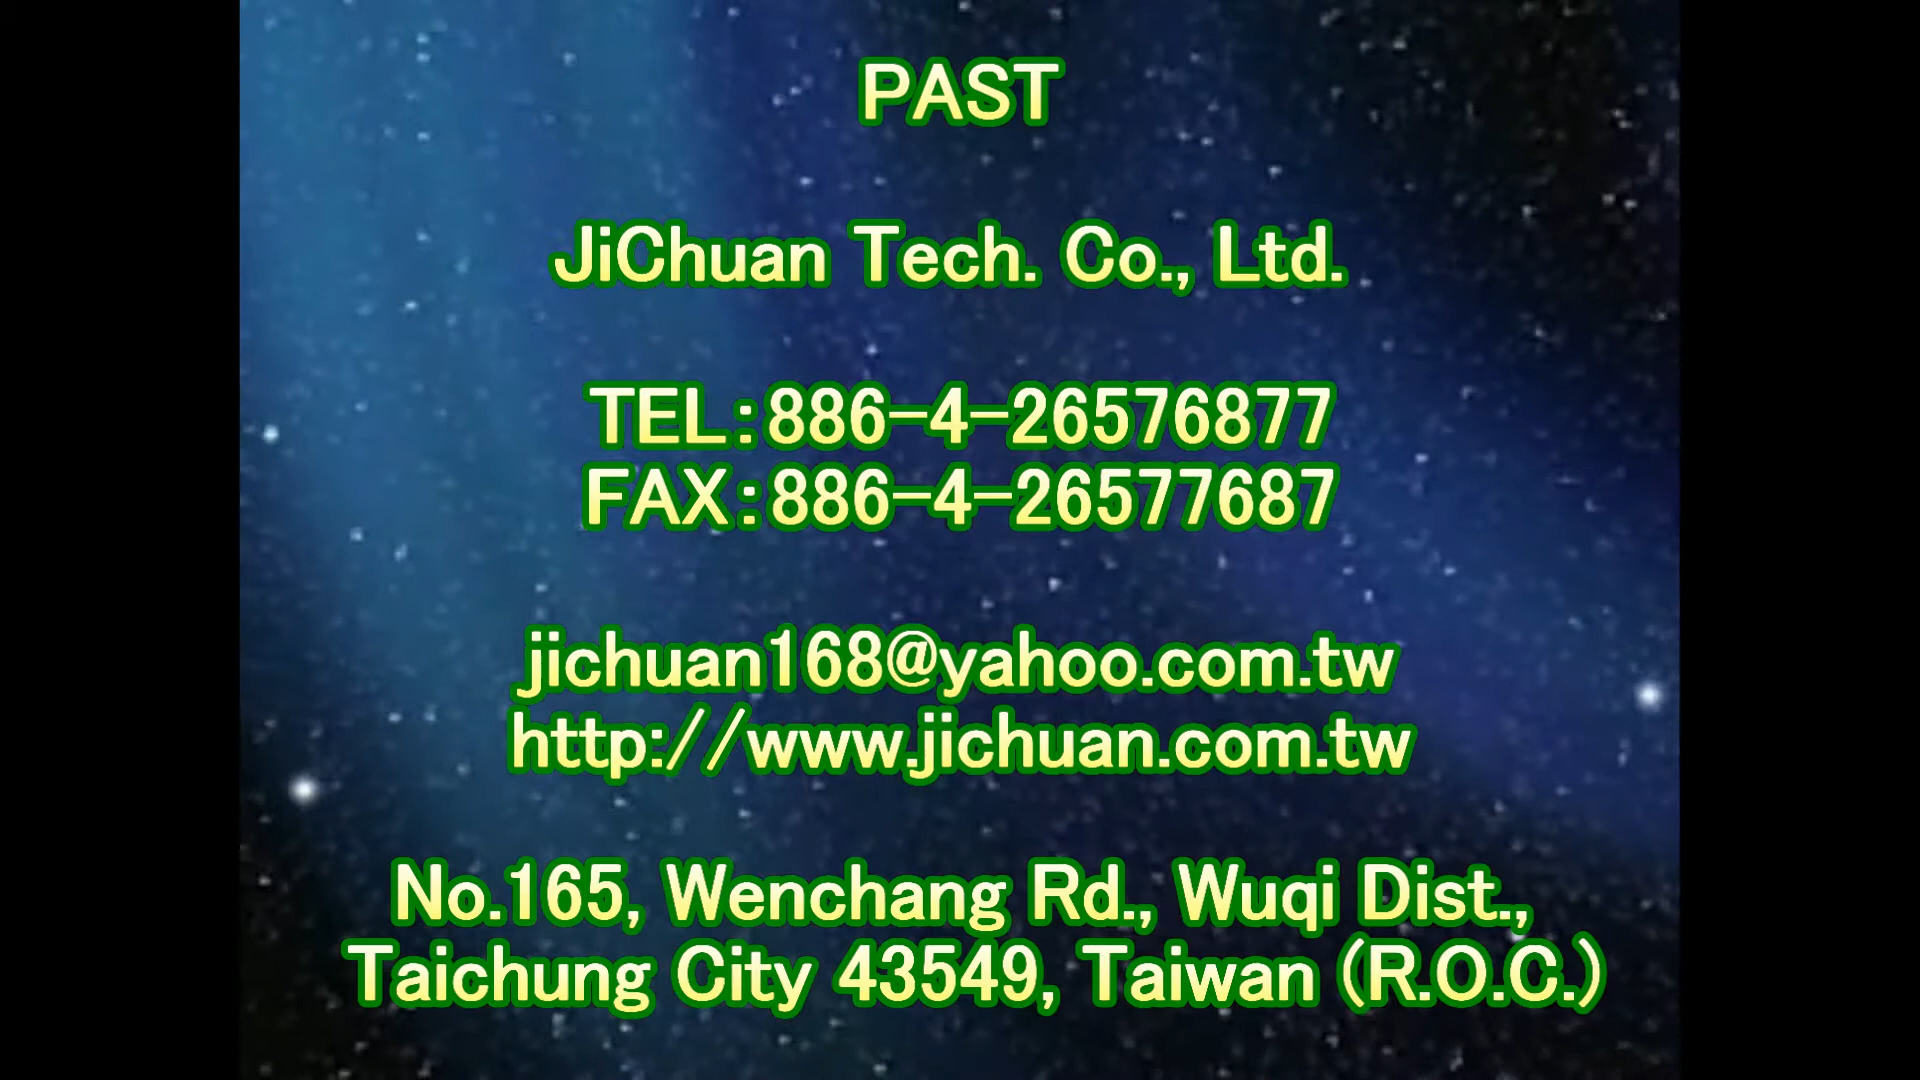 PAST
JiChuan Tech. Co., Ltd.
TEL:886-4-26576877
FAX:886-4-26577687
jichuan168@yahoo.com.tw
http://www.jichuan.com.tw
No.165, Wenchang Rd., Wuqi Dist.,
Taichung City 43549, Taiwan (R.O.C.)